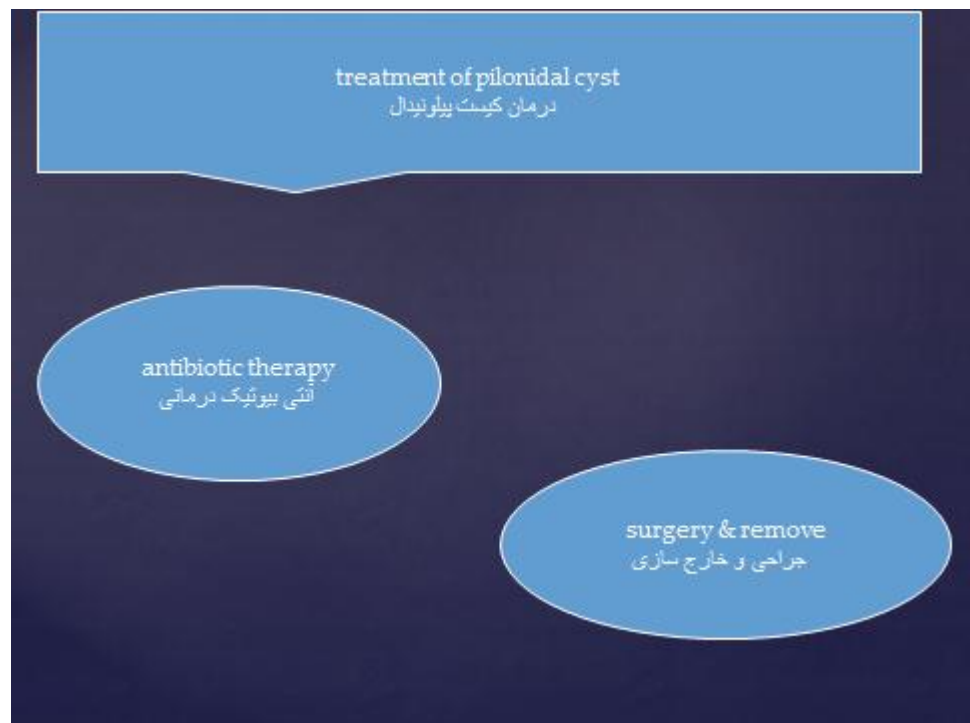 treatment of pilonidal cyst
درمان کیست پیلونیدال
antibiotic therapy
آنتی بیوتیک درمانی
surgery & remove
جراحی و خارج سازی